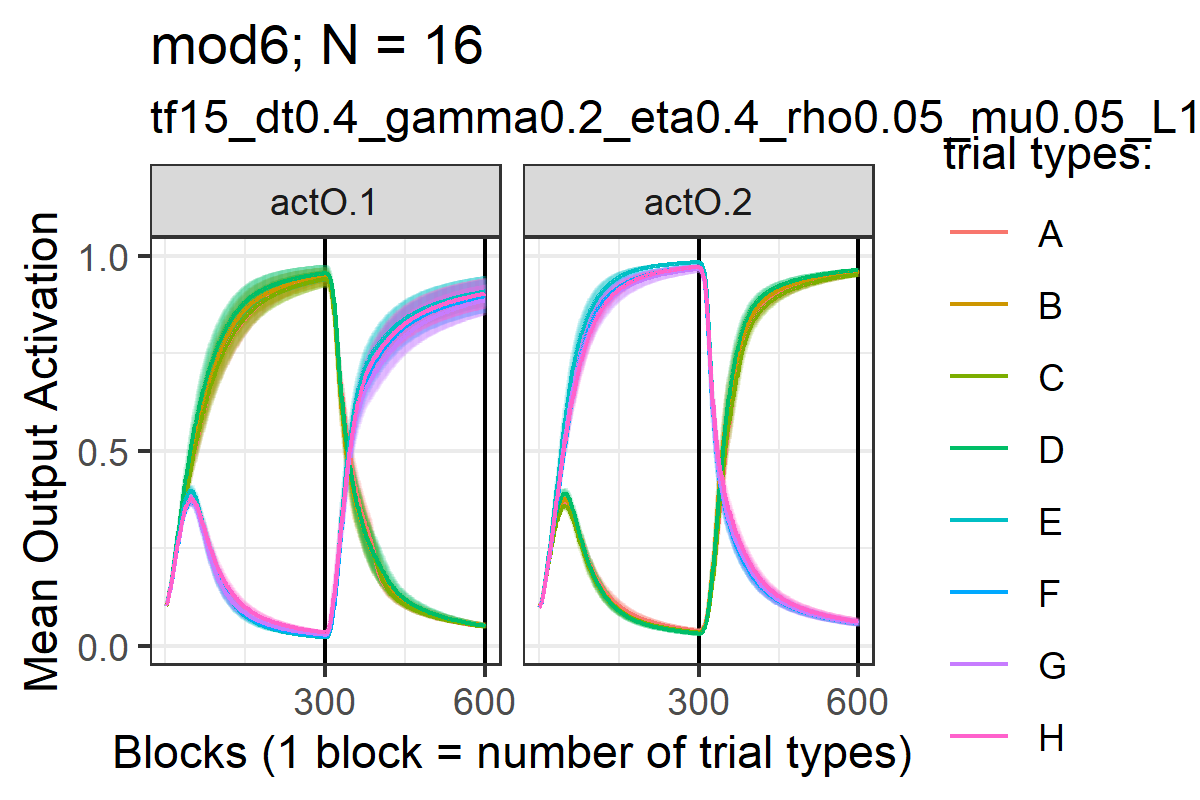 mod6; N = 16
tf15_dt0.4_gamma0.2_eta0.4_rho0.05_mu0.05_L1
trial types:
actO.1
actO.2
Mean Output Activation
1.0
0.5
0.0
300
600
300
600
Blocks (1 block = number of trial types)
A
B
C
D
E
F
G
H